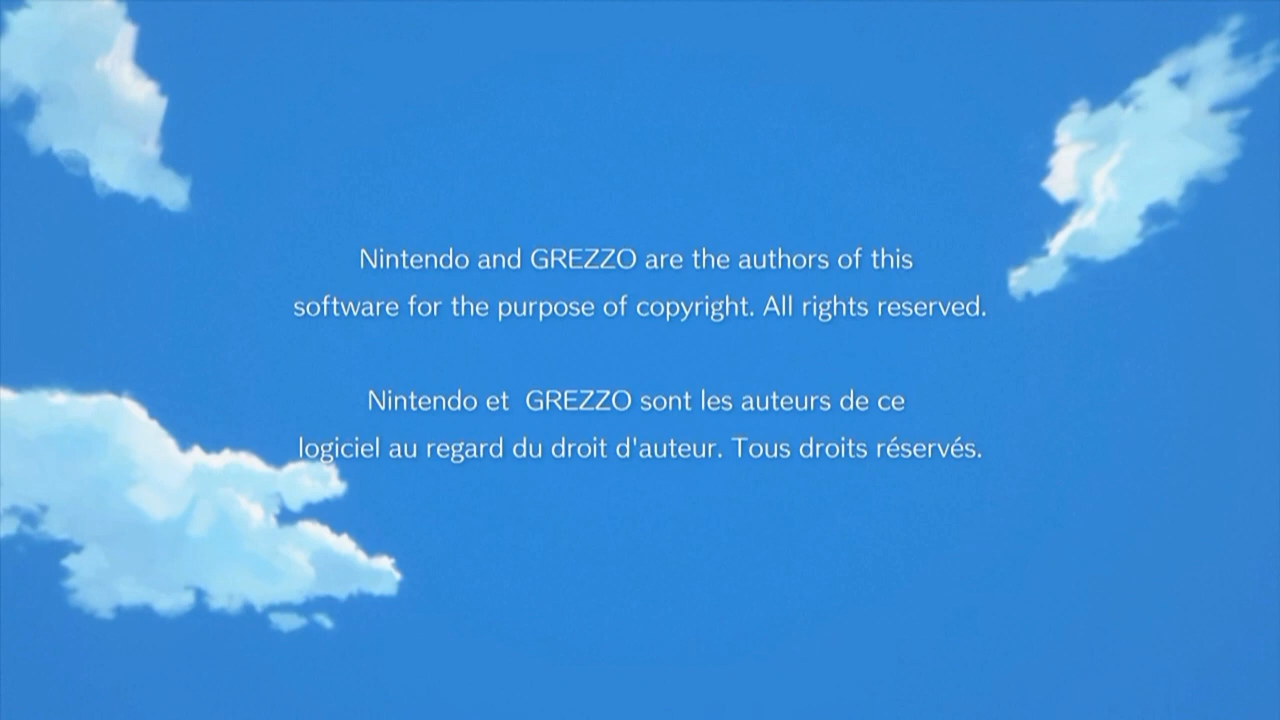 Nintendo and GREZZO are the authors of this
software for the purpose of copyright. All rights reserved.
Nintendo et  GREZZO sont les auteurs de ce
logiciel au regard du droit d'auteur. Tous droits réservés.